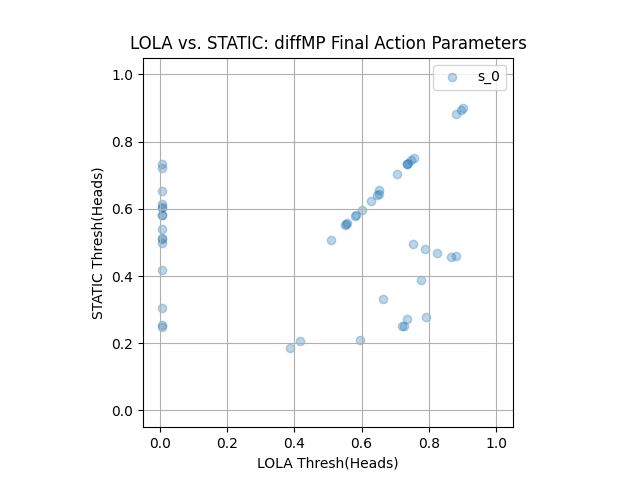 LOLA vs. STATIC: diffMP Final Action Parameters
s_0
1.0
0.8
0.6
0.4
0.2
0.0
STATIC Thresh(Heads)
0.0 0.2 0.4 0.6 0.8 1.0
LOLA Thresh(Heads)